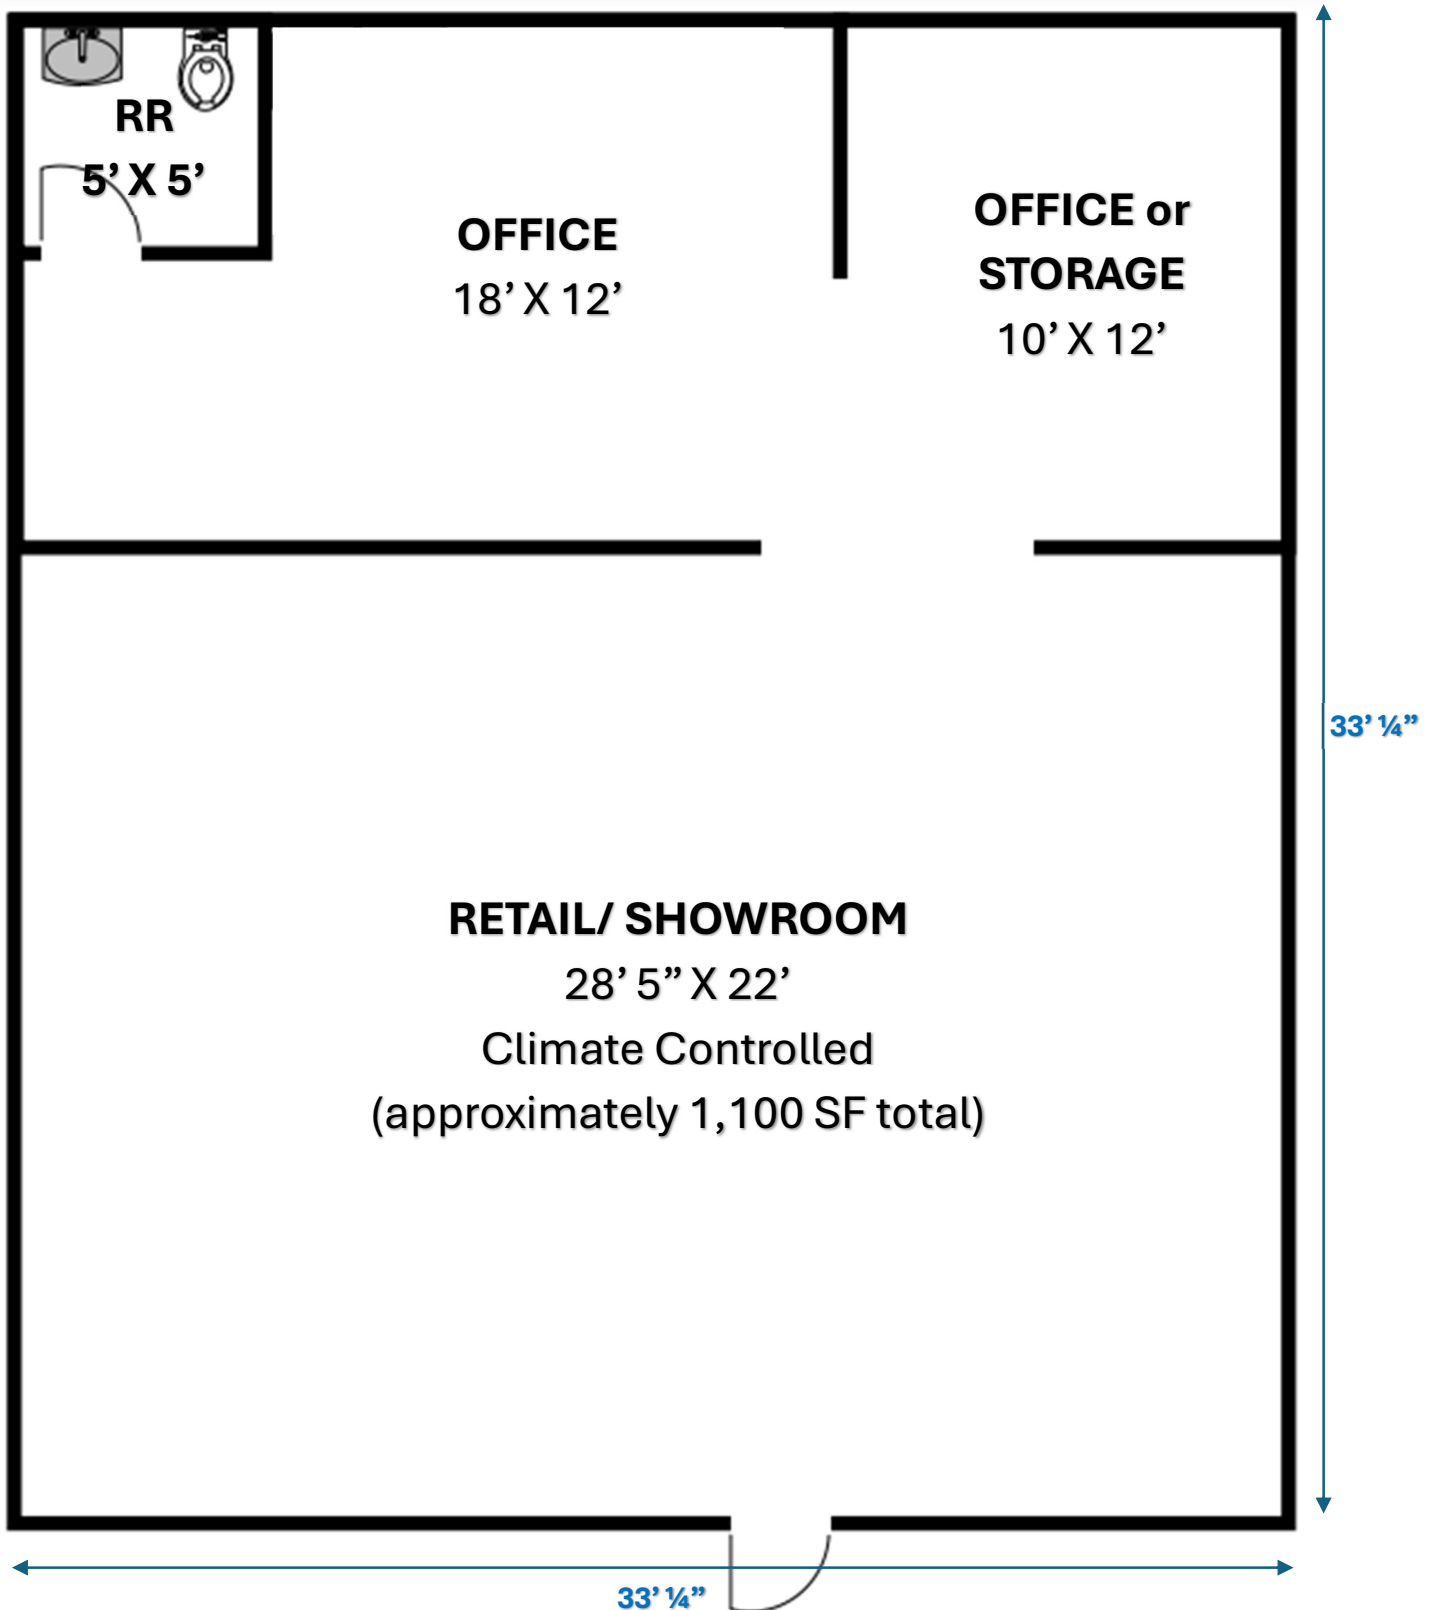 RR
5’ X 5’
OFFICE
18’ X 12’
OFFICE or
STORAGE
10’ X 12’
33’ ¼”
RETAIL/ SHOWROOM
28’ 5” X 22’
Climate Controlled
(approximately 1,100 SF total)
33’ ¼”